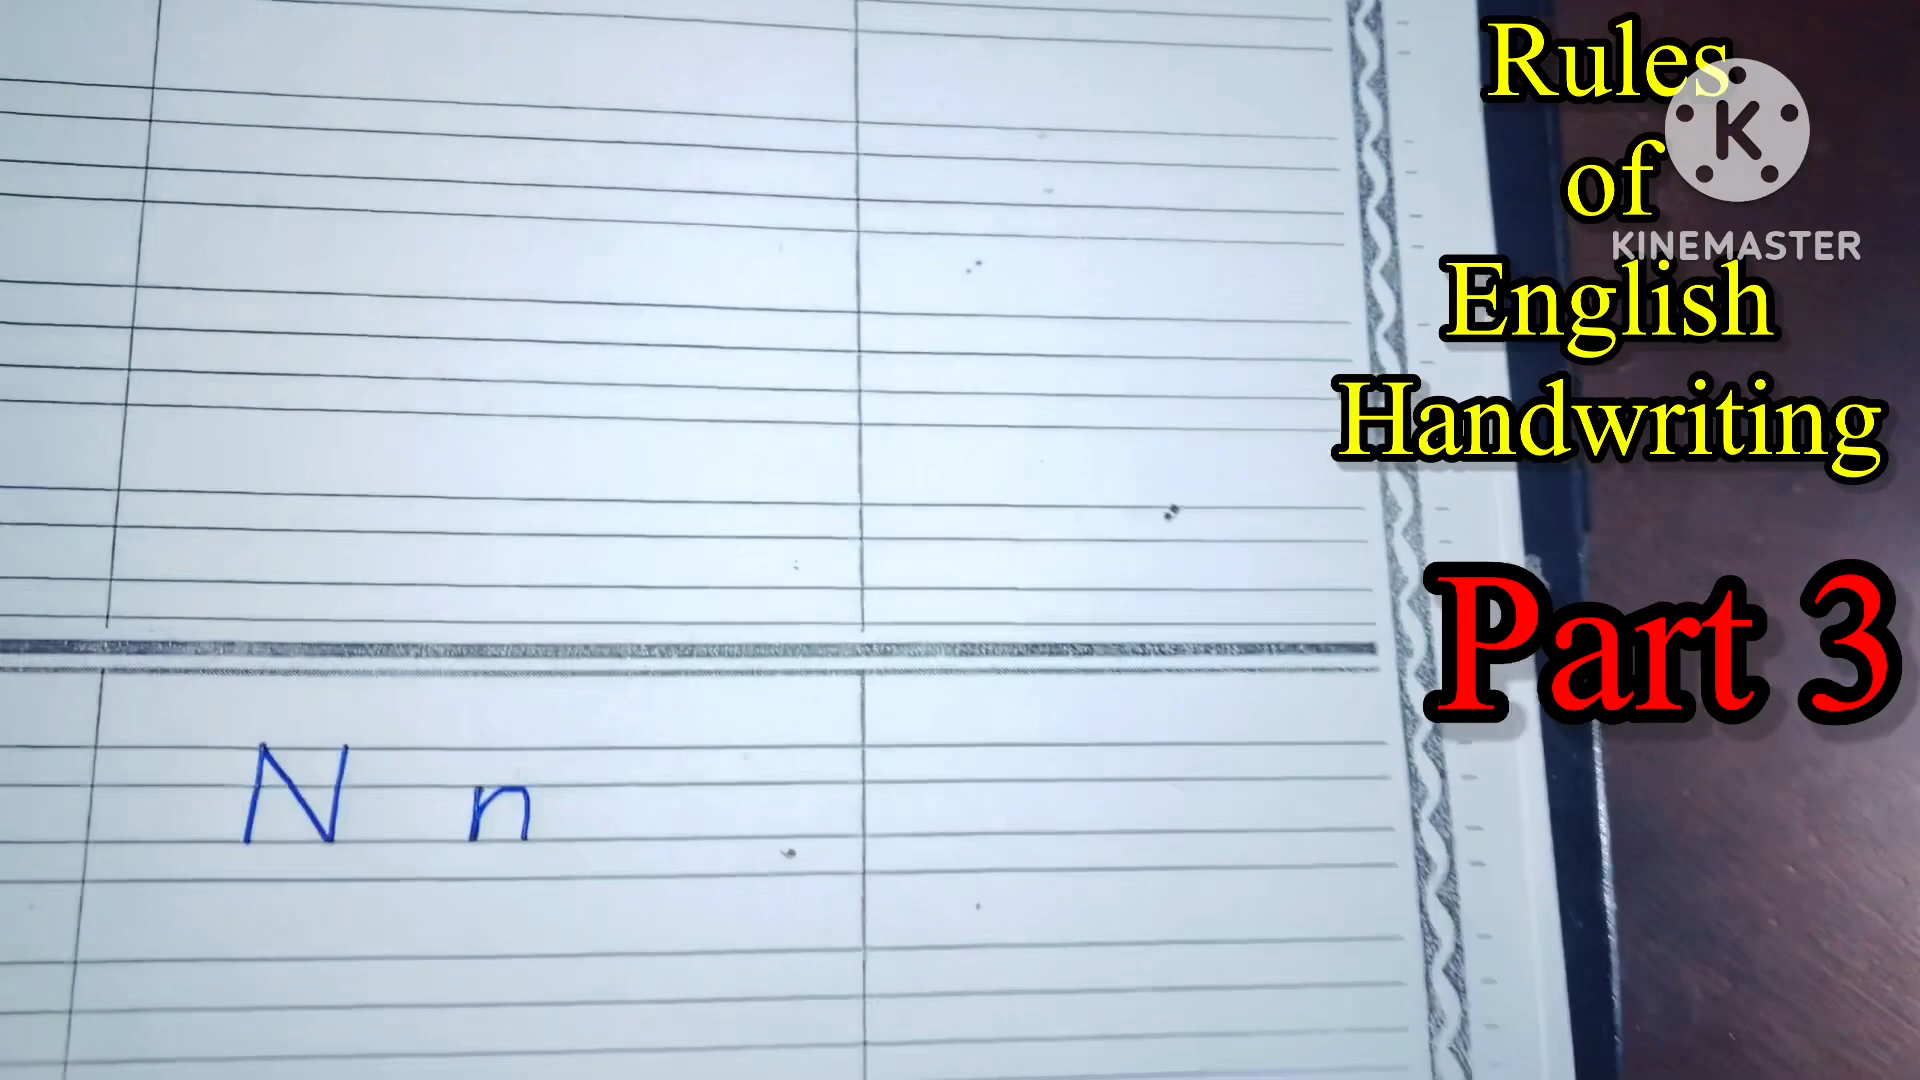 Rules
of
English
Handwriting
Part 3
K
KINEMASTER
N n